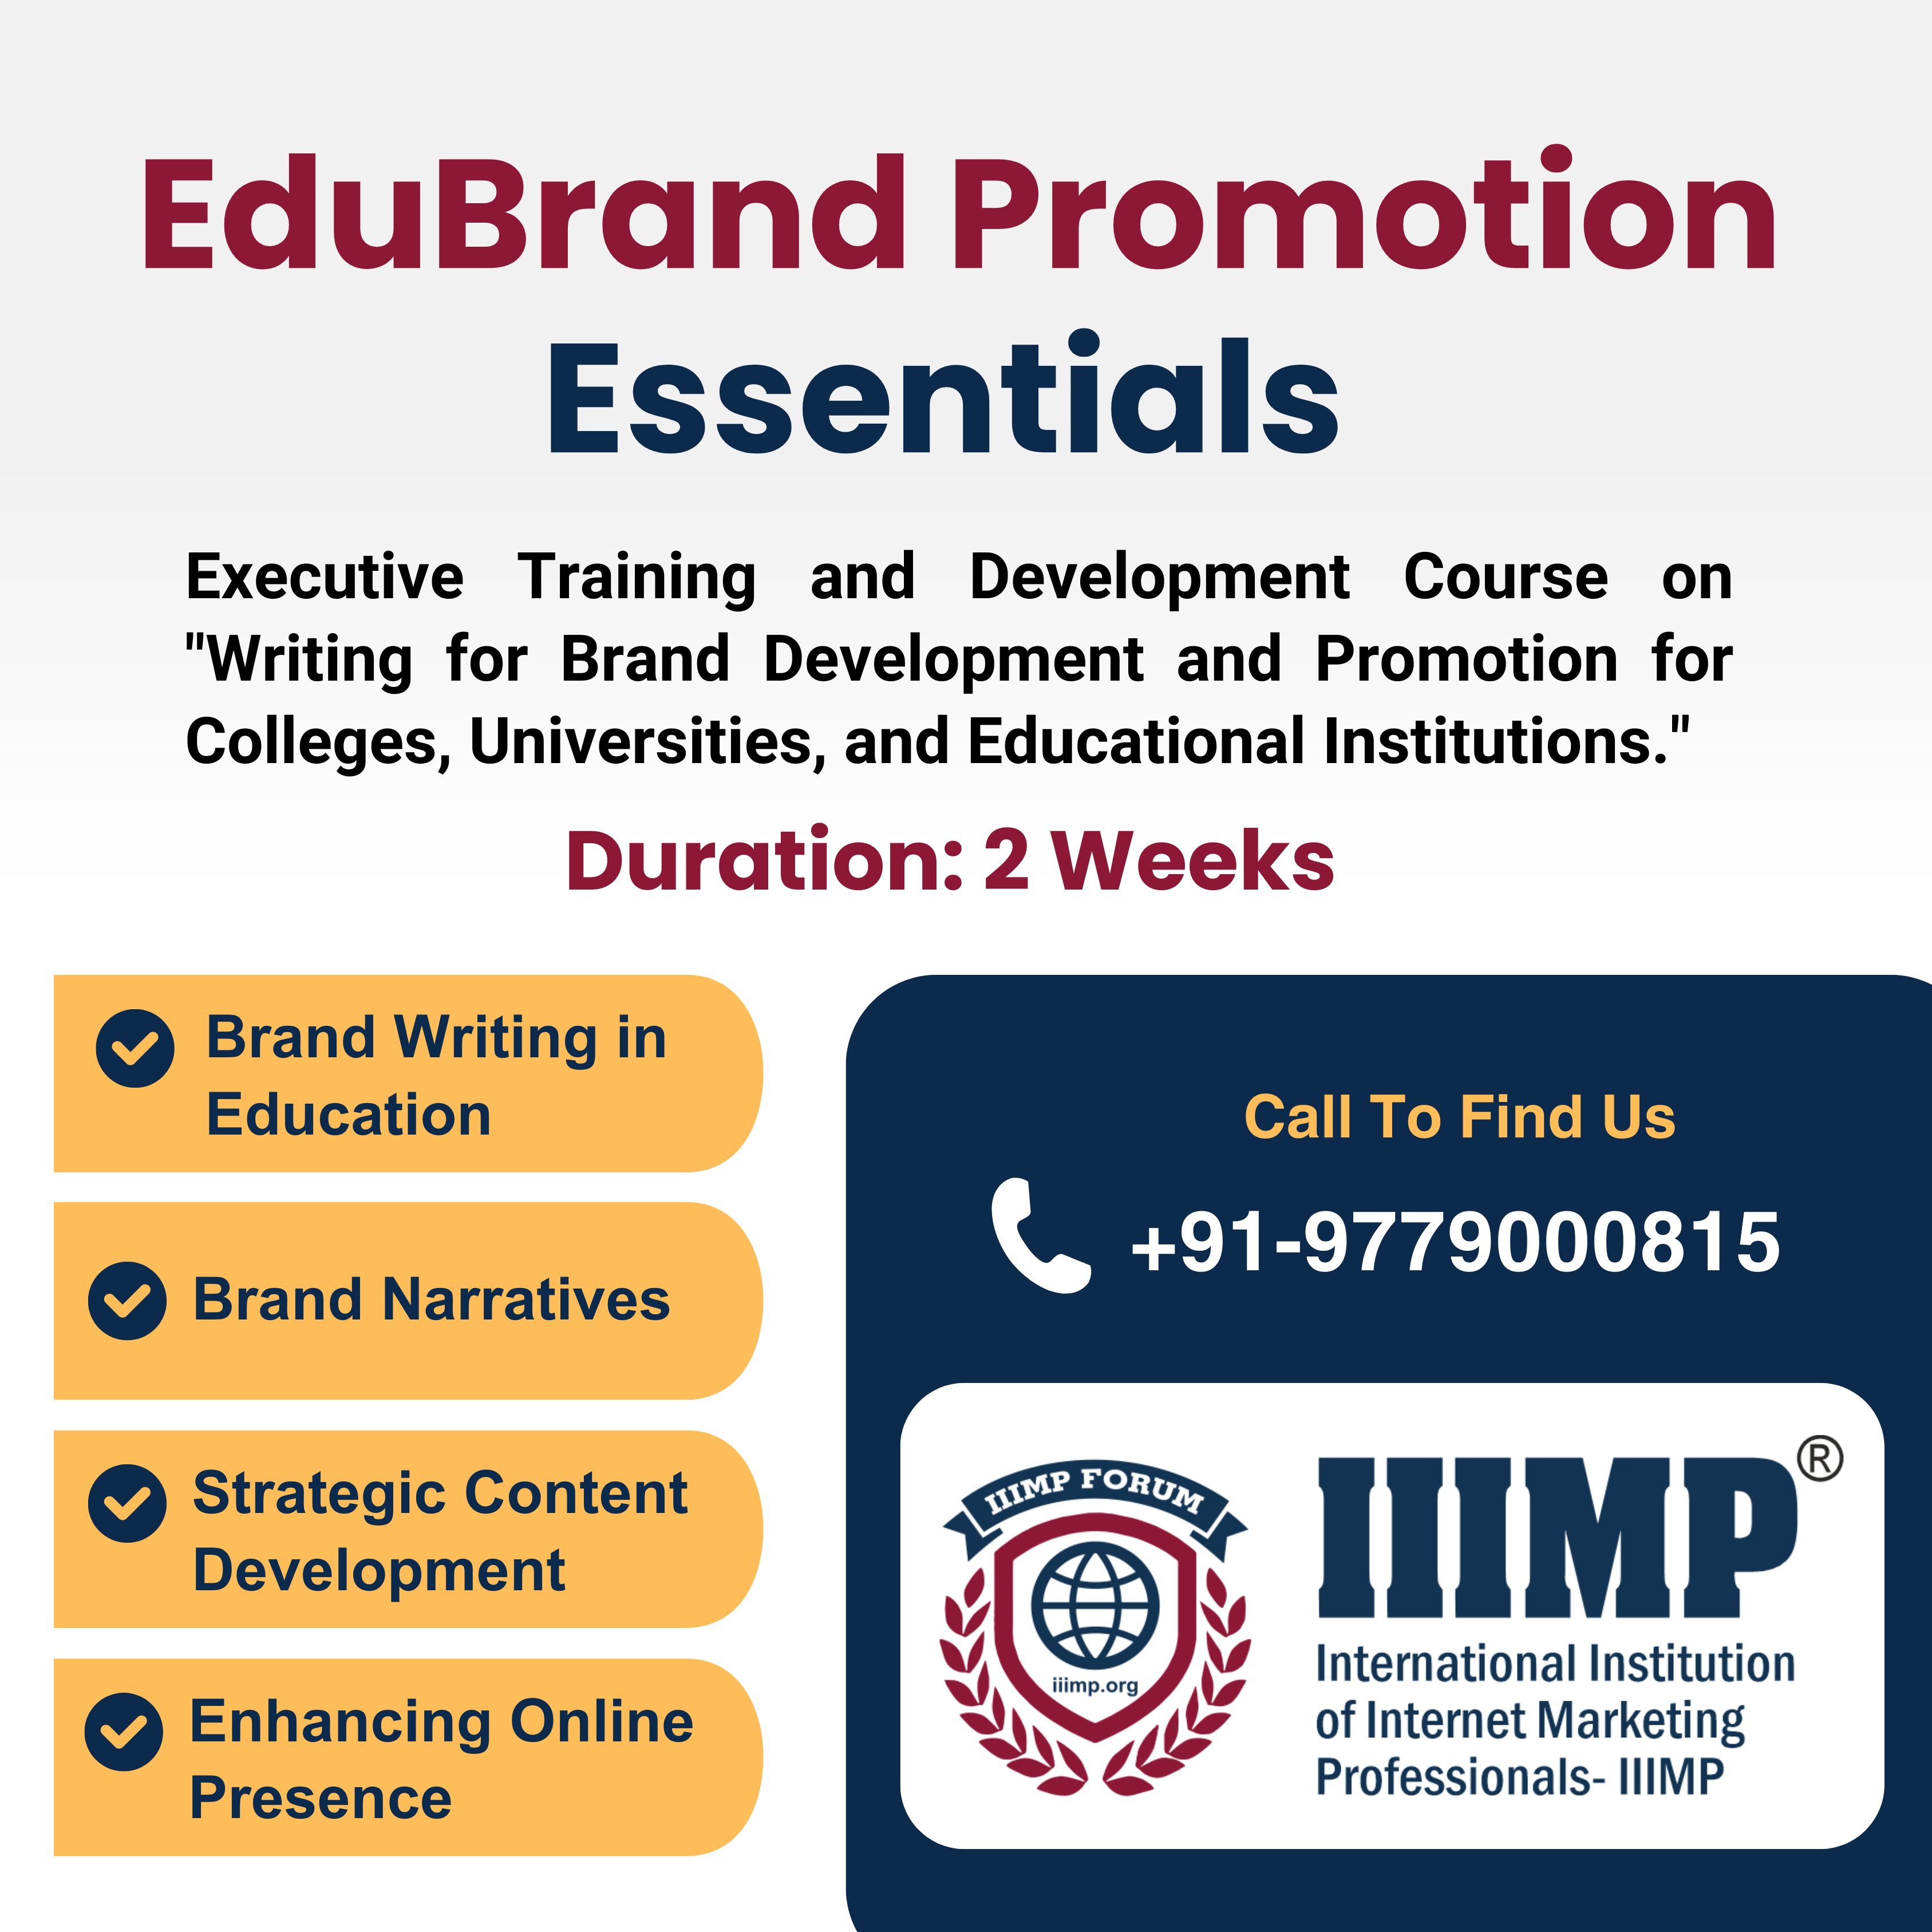 EduBrand Promotion
Essentials
Executive Training and Development Course on
"Writing for Brand Development and Promotion for
Colleges, Universities, and Educational Institutions."
Duration: 2 Weeks
Brand Writing in
Education
Brand Narratives
Strategic Content
Development
Enhancing Online
Presence
Call To Find Us
+91-9779000815
IIIMP FORUM
iiimp.org
IIIMP®
International Institution
of Internet Marketing
Professionals- IIIMP